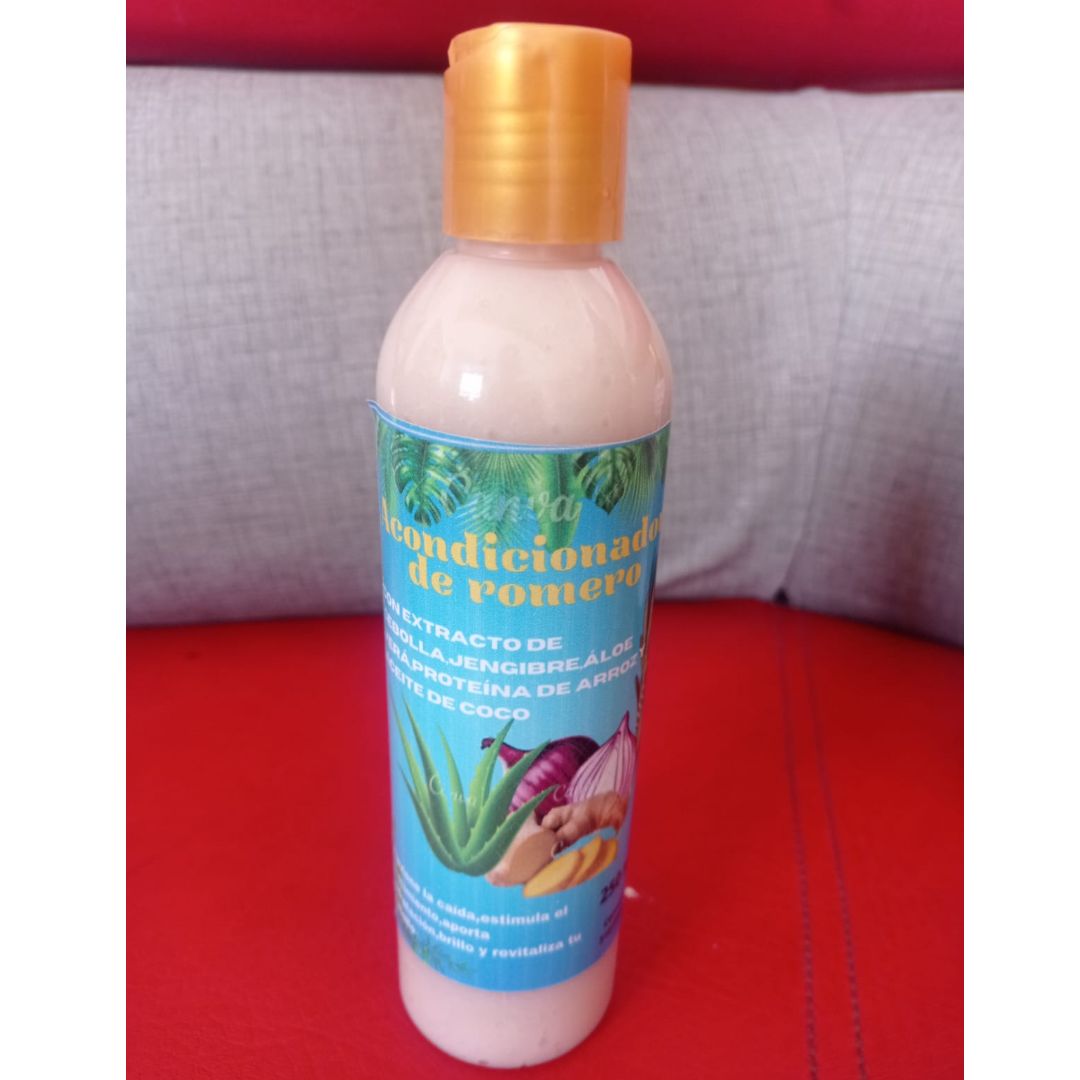 Canva
Acondicionador
de romero
CON EXTRACTO DE
CEBOLLA,JENGIBRE,ÁLOE
PROTEÍNA DE ARROZ Y
ACEITE DE COCO
la caída,estimula el
aporta
brillo y revitaliza tu